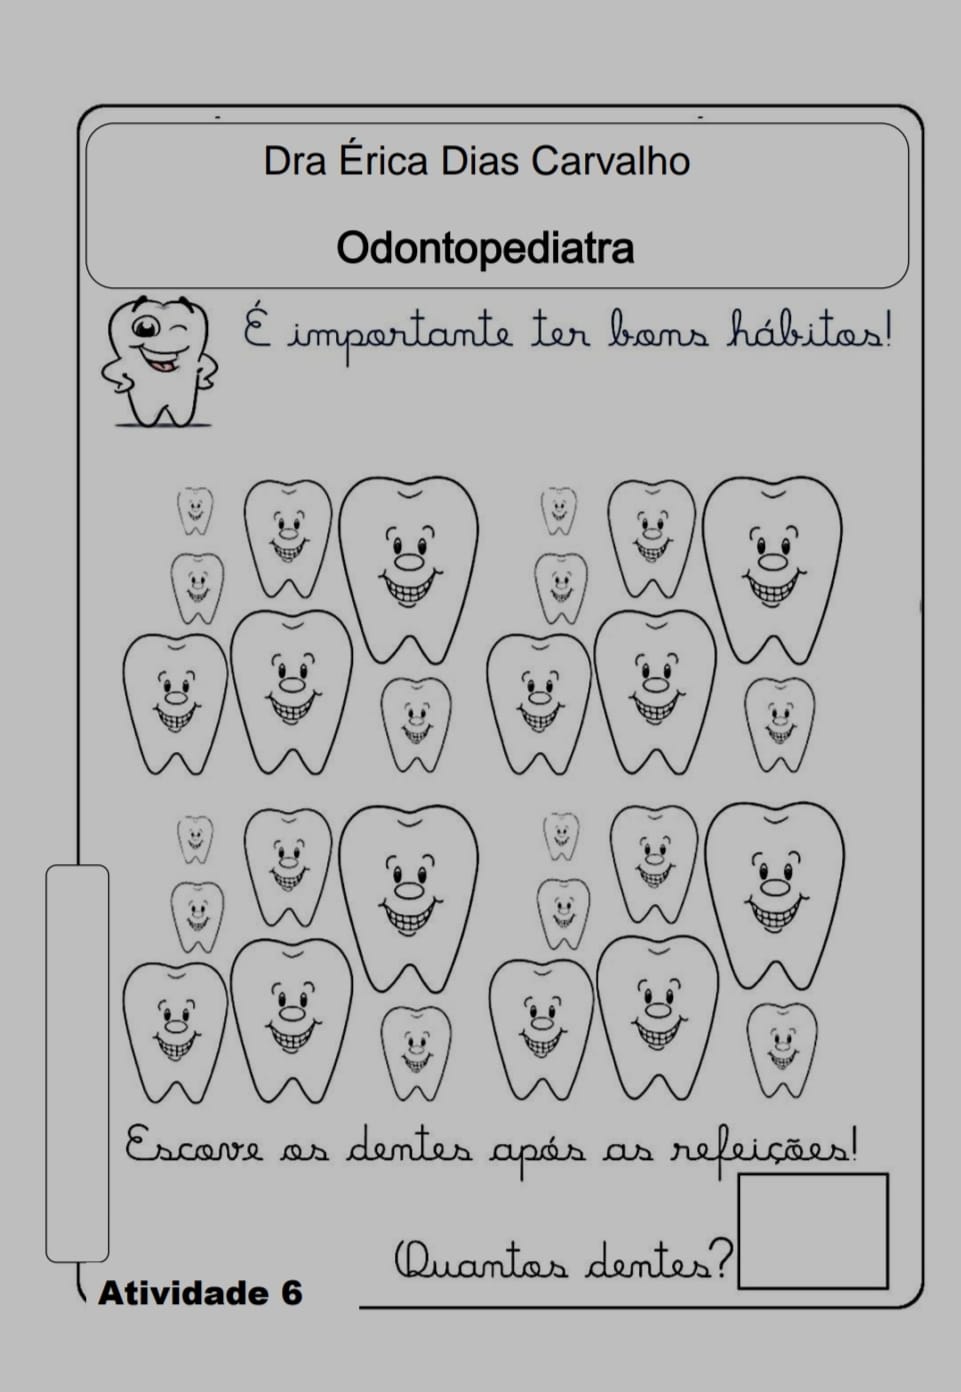 Dra Érica Dias Carvalho
Odontopediatra
É importante ter bons hábitos!
Escove os dentes após as refeições!
Quantos dentes?
Atividade 6